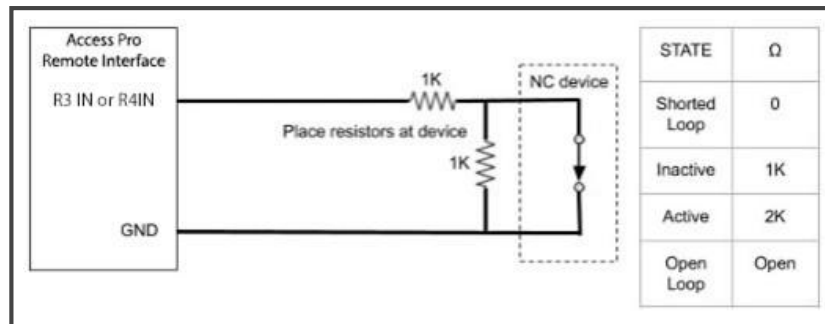 Access Pro
Remote Interface
R3 IN or R4IN
GND
1K
Place resistors at device
1K
NC device
STATE Ω
Shorted
Loop 0
Inactive 1K
Active 2K
Open
Loop Open